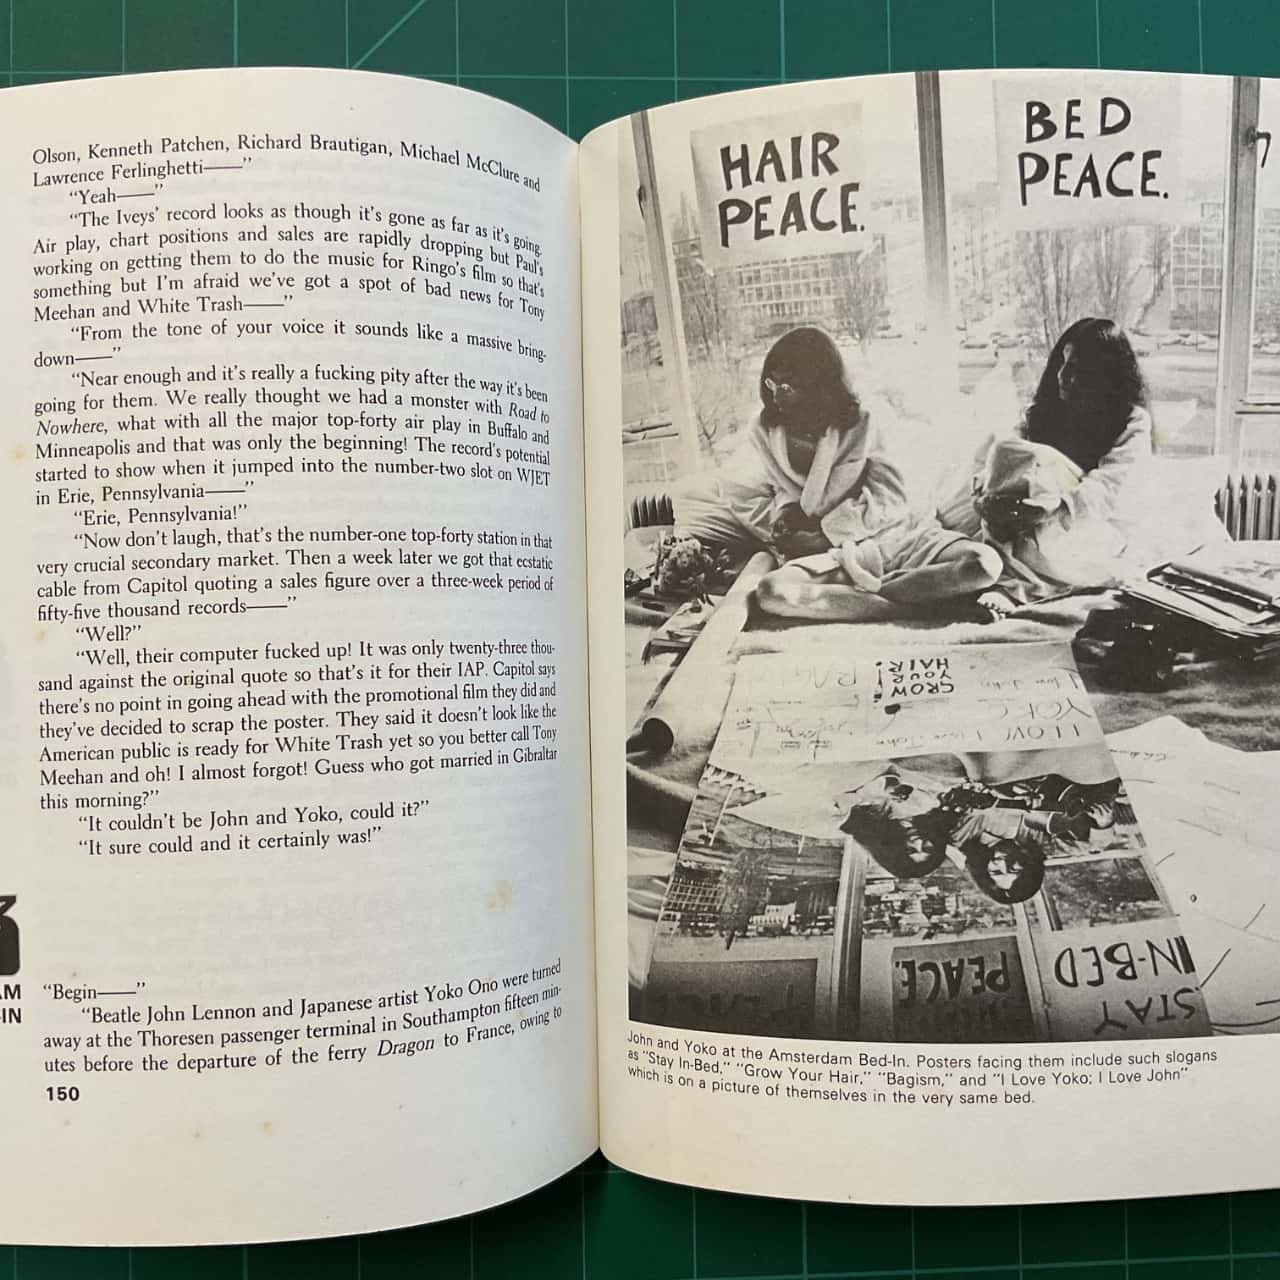 Olson, Kenneth Patchen, Richard Brautigan, Michael McClure and
Lawrence Ferlinghetti——”
“Yeah——”
“The Iveys’ record looks as though it’s gone as far as it’s going.
Air play, chart positions and sales are rapidly dropping but Paul’s
working on getting them to do the music for Ringo’s film so that’s
something but I’m afraid we’ve got a spot of bad news for Tony
Meehan and White Trash——”
“From the tone of your voice it sounds like a massive bring-
down——”
“Near enough and it’s really a fucking pity after the way it’s been
going for them. We really thought we had a monster with Road to
Nowhere, what with all the major top-forty air play in Buffalo and
Minneapolis and that was only the beginning! The record’s potential
started to show when it jumped into the number-two slot on WJET
in Erie, Pennsylvania——”
“Erie, Pennsylvania!”
“Now don’t laugh, that’s the number-one top-forty station in that
very crucial secondary market. Then a week later we got that ecstatic
cable from Capitol quoting a sales figure over a three-week period of
fifty-five thousand records——”
“Well?”
“Well, their computer fucked up! It was only twenty-three thou-
sand against the original quote so that’s it for their IAP. Capitol says
there’s no point in going ahead with the promotional film they did and
they’ve decided to scrap the poster. They said it doesn’t look like the
American public is ready for White Trash yet so you better call Tony
Meehan and oh! I almost forgot! Guess who got married in Gibraltar
this morning?”
“It couldn’t be John and Yoko, could it?”
“It sure could and it certainly was!”
AM
-IN
“Begin——”
“Beatle John Lennon and Japanese artist Yoko Ono were turned
away at the Thoresen passenger terminal in Southampton fifteen min-
utes before the departure of the ferry Dragon to France, owing to
150
HAIR
PEACE.
BED
PEACE.
GROW
YOUR
HAIR!
I LOVE YOKO
I love John
PEACE.
STAY
IN-BED
John and Yoko at the Amsterdam Bed-In. Posters facing them include such slogans
as "Stay In-Bed," "Grow Your Hair," "Bagism," and "I Love Yoko; I Love John"
which is on a picture of themselves in the very same bed.